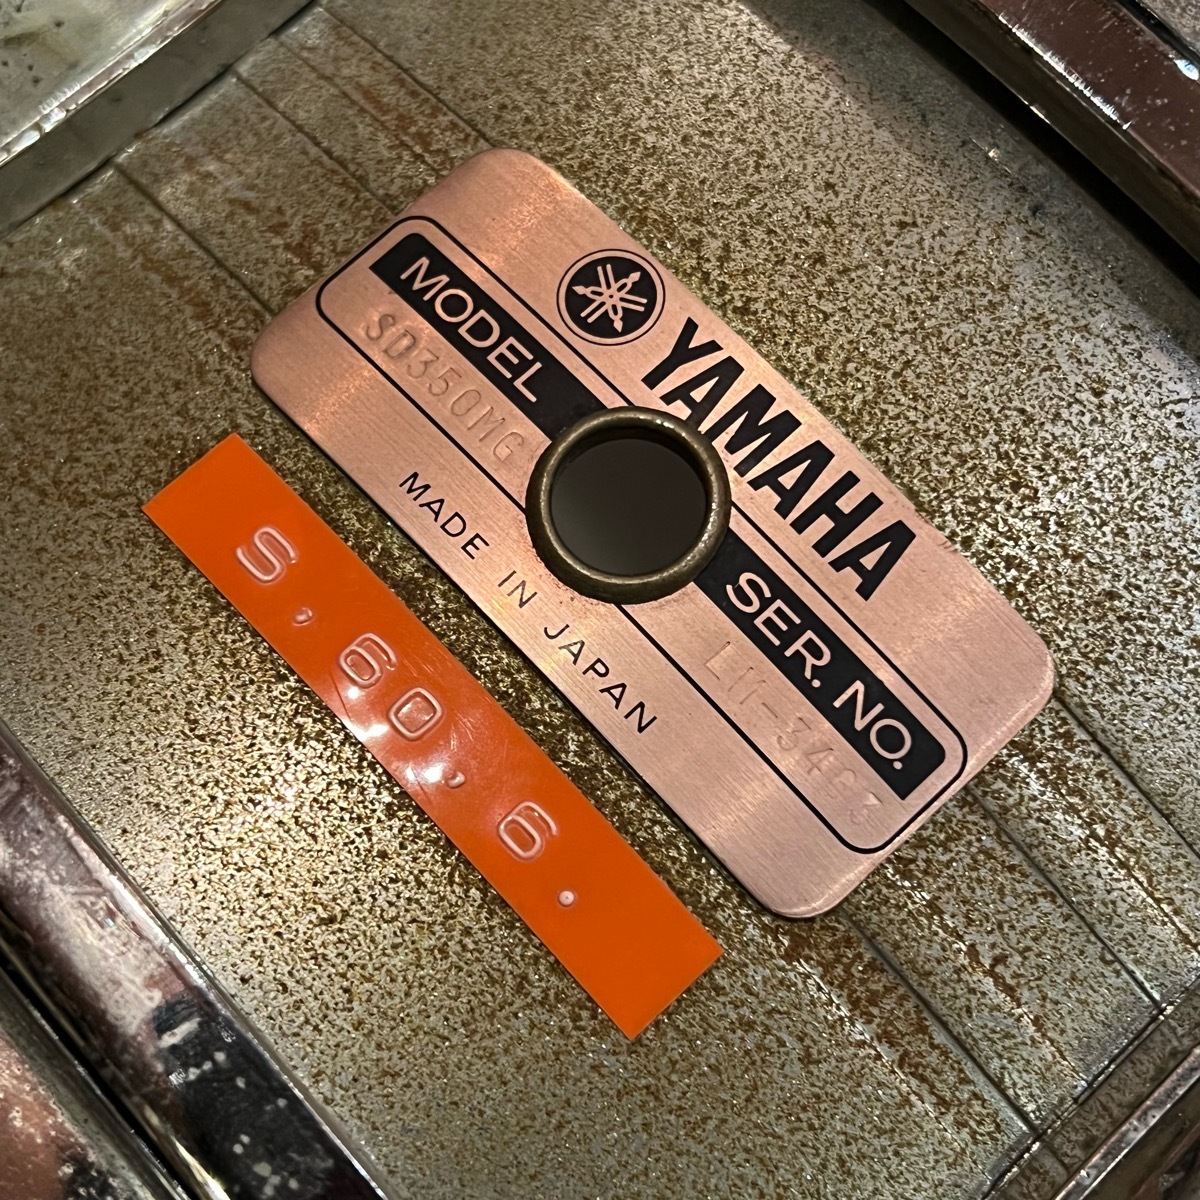 YAMAHA
MODEL SER. NO.
SD350MG
MADE IN JAPAN
S,60,6.